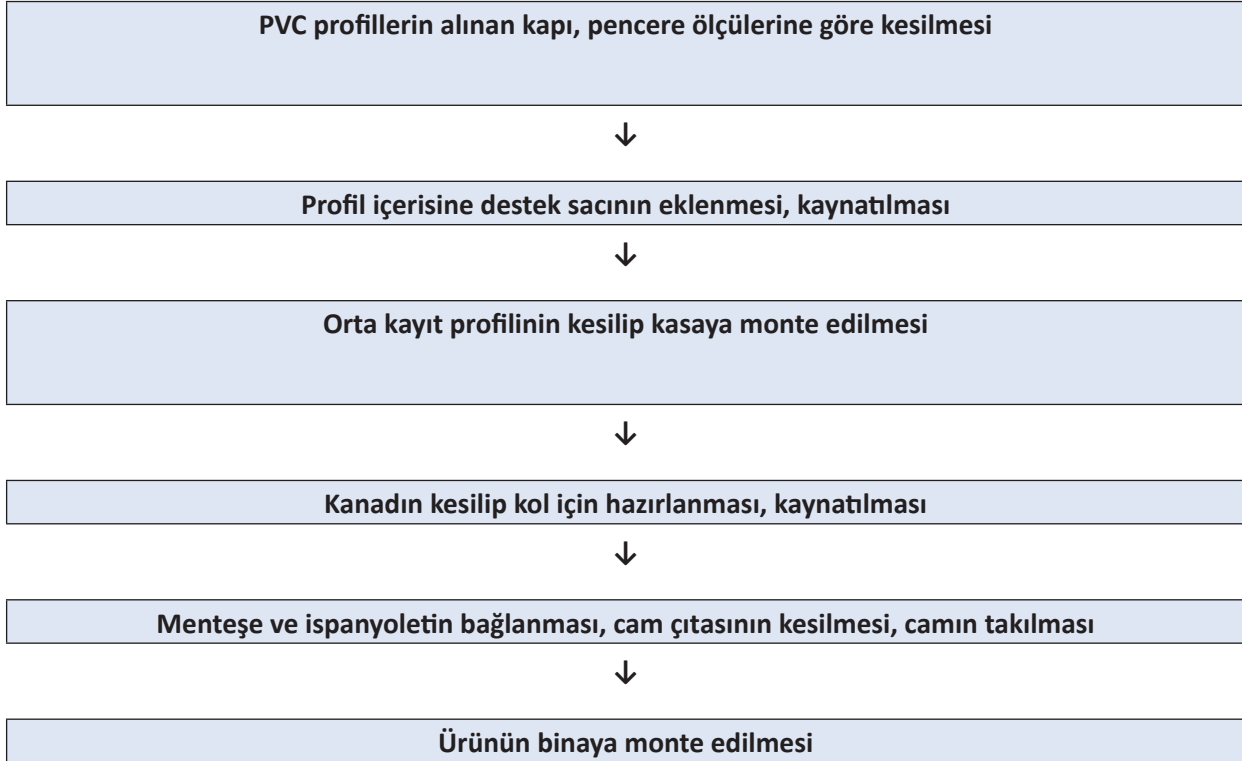 PVC profillerin alınan kapı, pencere ölçülerine göre kesilmesi
↓
Profil içerisine destek sacının eklenmesi, kaynatılması
↓
Orta kayıt profilinin kesilip kasaya monte edilmesi
↓
Kanadın kesilip kol için hazırlanması, kaynatılması
↓
Menteşe ve ispanyoletin bağlanması, cam çıtasının kesilmesi, camın takılması
↓
Ürünün binaya monte edilmesi